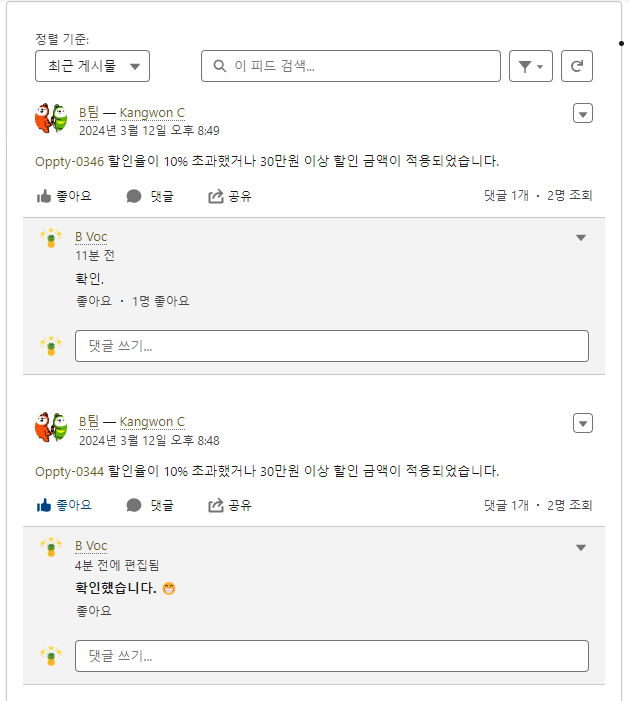 정렬 기준:
최근 게시물
이 피드 검색...
B팀 — Kangwon C
2024년 3월 12일 오후 8:49
Oppty-0346 할인율이 10% 초과했거나 30만원 이상 할인 금액이 적용되었습니다.
좋아요 댓글 공유 댓글 1개 · 2명 조회
B Voc
11분 전
확인.
좋아요 · 1명 좋아요
댓글 쓰기...
B팀 — Kangwon C
2024년 3월 12일 오후 8:48
Oppty-0344 할인율이 10% 초과했거나 30만원 이상 할인 금액이 적용되었습니다.
좋아요 댓글 공유 댓글 1개 · 2명 조회
B Voc
4분 전에 편집됨
확인했습니다. 😁
좋아요
댓글 쓰기...